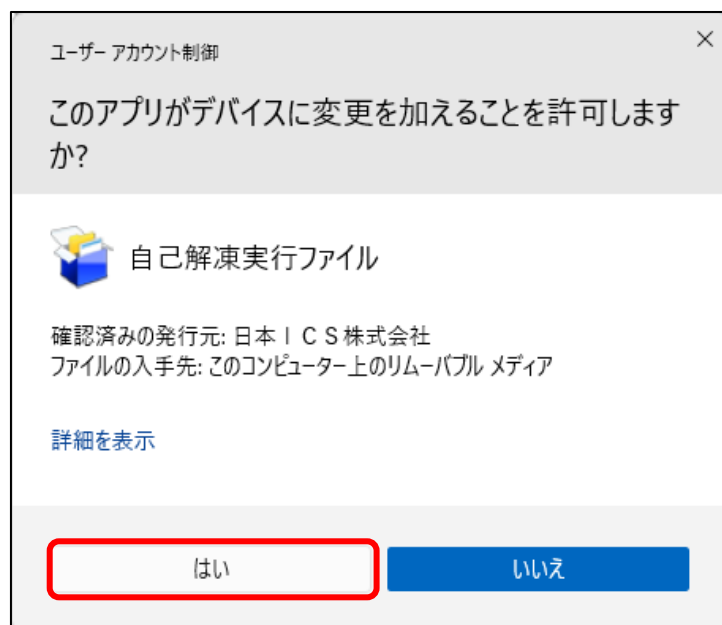 ユーザー アカウント制御
このアプリがデバイスに変更を加えることを許可します
か?
自己解凍実行ファイル
確認済みの発行元: 日本ＩＣＳ株式会社
ファイルの入手先: このコンピューター上のリムーバブル メディア
詳細を表示
はい
いいえ